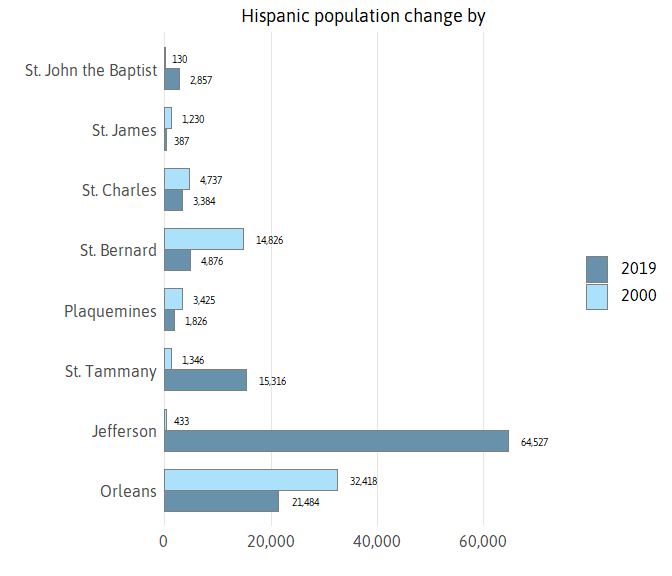 Hispanic population change by
St. John the Baptist
130
2,857
St. James
1,230
387
St. Charles
4,737
3,384
St. Bernard
14,826
4,876
Plaquemines
3,425
1,826
St. Tammany
1,346
15,316
Jefferson
433
64,527
Orleans
32,418
21,484
0 20,000 40,000 60,000
2019
2000